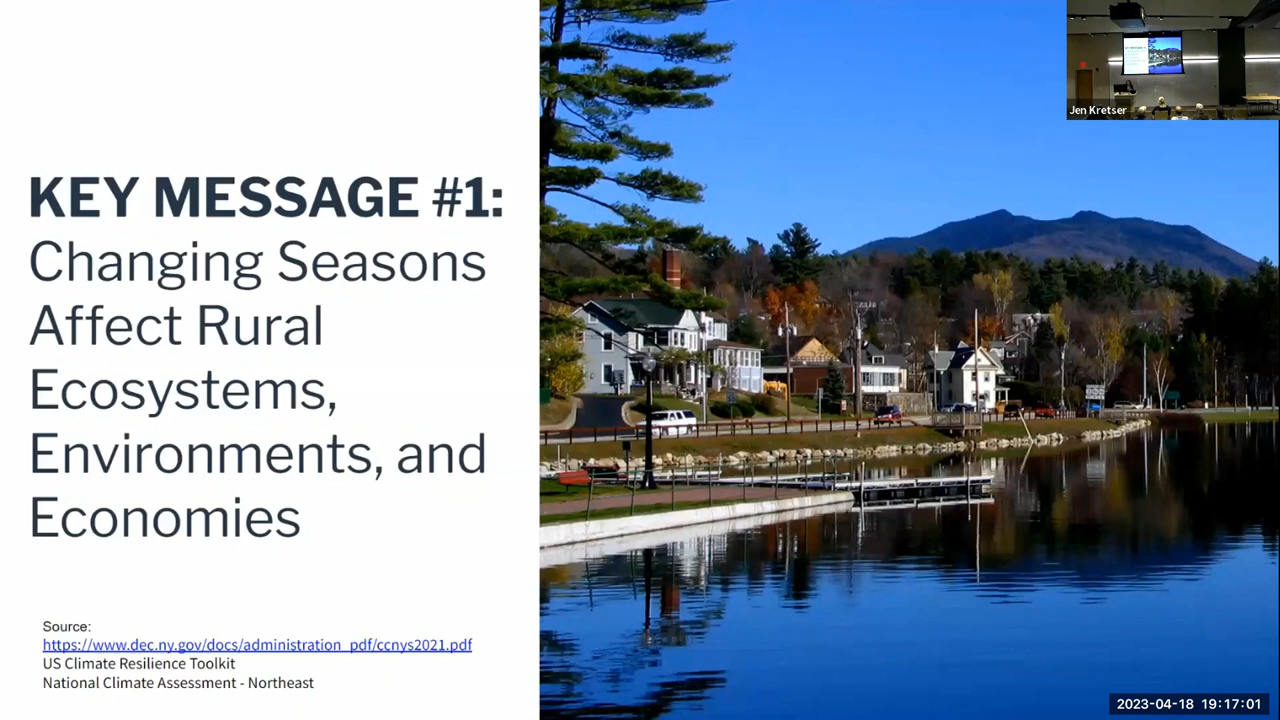 KEY MESSAGE #1:
Changing Seasons
Affect Rural
Ecosystems,
Environments, and
Economies
Source:
https://www.dec.ny.gov/docs/administration_pdf/ccnys2021.pdf
US Climate Resilience Toolkit
National Climate Assessment - Northeast
Jen Kretser
2023-04-18 19:17:01